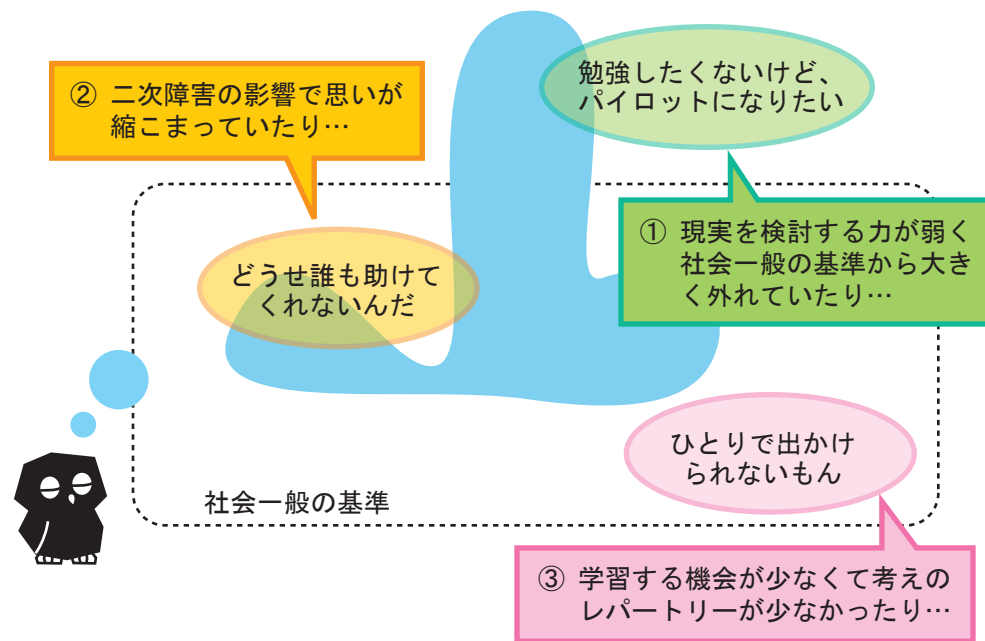 勉強したくないけど、
パイロットになりたい
② 二次障害の影響で思いが
縮こまっていたり…
① 現実を検討する力が弱く
社会一般の基準から大き
く外れていたり…
どうせ誰も助けて
くれないんだ
ひとりで出かけ
られないもん
社会一般の基準
③ 学習する機会が少なくて考えの
レパートリーが少なかったり…